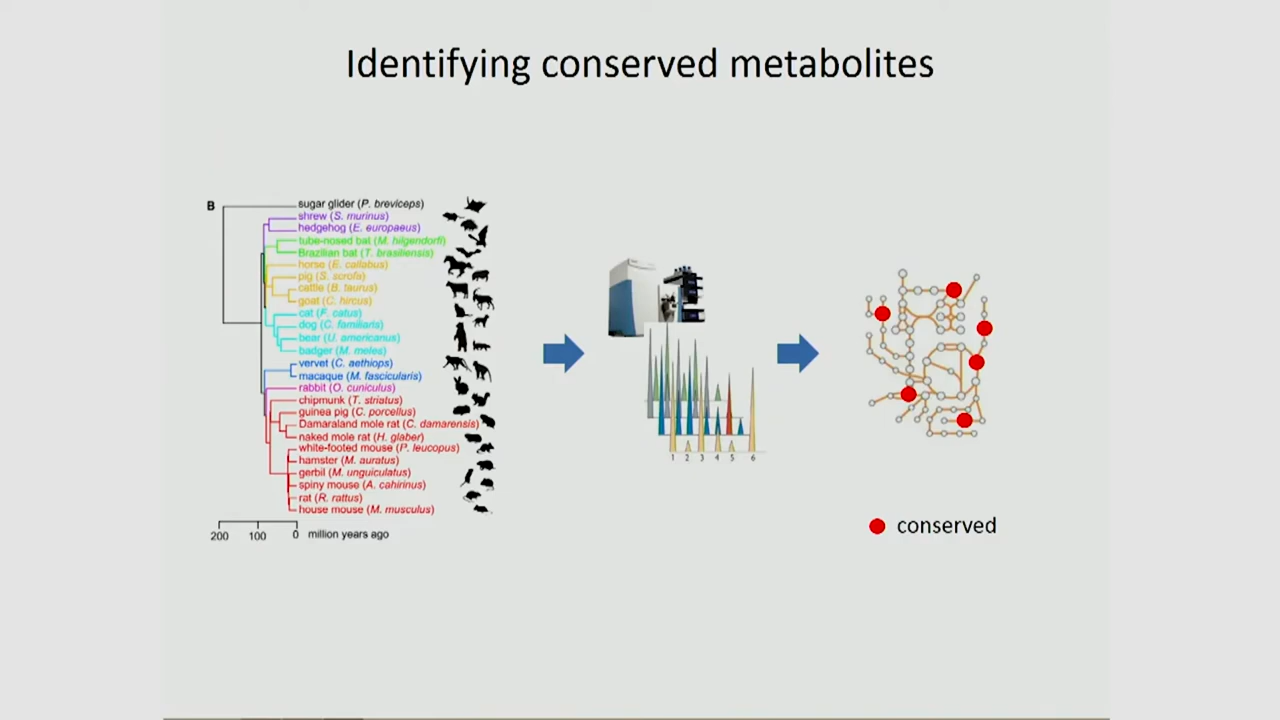 Identifying conserved metabolites
B
sugar glider (P. breviceps)
shrew (S. murinus)
hedgehog (E. europaeus)
tube-nosed bat (M. hilgendorfi)
Brazilian bat (T. brasiliensis)
horse (E. caballus)
pig (S. scrofa)
cattle (B. taurus)
goat (C. hircus)
cat (F. catus)
dog (C. familiaris)
bear (U. americanus)
badger (M. meles)
vervet (C. aethiops)
macaque (M. fascicularis)
rabbit (O. cuniculus)
chipmunk (T. striatus)
guinea pig (C. porcellus)
Damaraland mole rat (C. damarensis)
naked mole rat (H. glaber)
white-footed mouse (P. leucopus)
hamster (M. auratus)
gerbil (M. unguiculatus)
spiny mouse (A. cahirinus)
rat (R. rattus)
house mouse (M. musculus)
200 100 0 million years ago
1 2 3 4 5 6
conserved